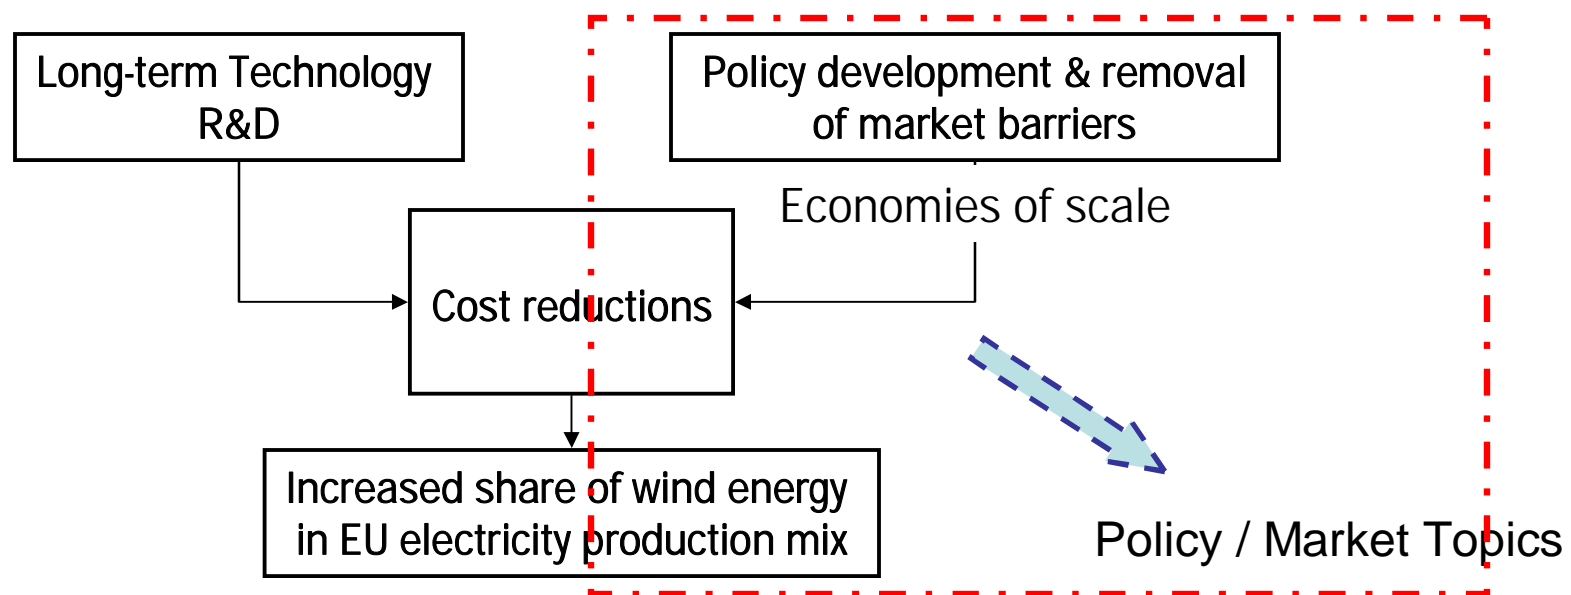 Long-term Technology
R&D
Policy development & removal
of market barriers
Economies of scale
Cost reductions
Increased share of wind energy
in EU electricity production mix
Policy / Market Topics